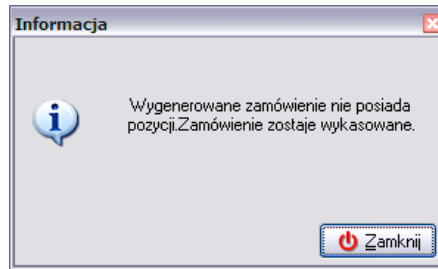 Informacja
Wygenerowane zamówienie nie posiada
pozycji.Zamówienie zostaje wykasowane.
Zamknij